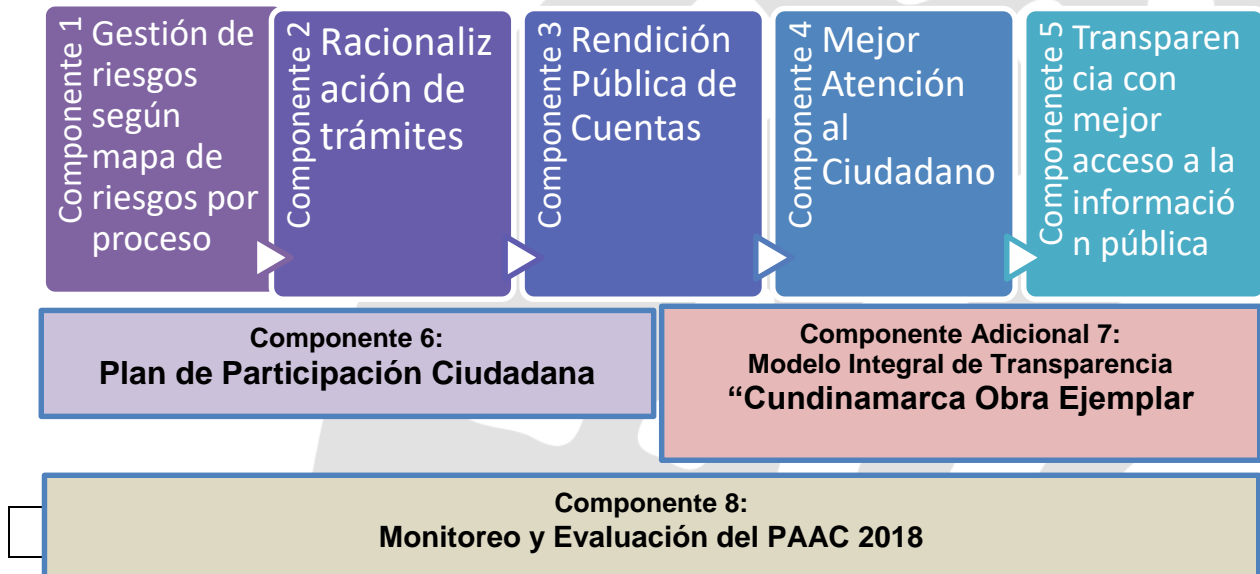 Componente 1
Gestión de
riesgos
según
mapa de
riesgos por
proceso
Componente 2
Racionaliz
ación de
trámites
Componente 3
Rendición
Pública de
Cuentas
Componente 4
Mejor
Atención
al
Ciudadano
Componete 5
Transparen
cia con
mejor
acceso a la
informació
n pública
Componente 6:
Plan de Participación Ciudadana
Componente Adicional 7:
Modelo Integral de Transparencia
“Cundinamarca Obra Ejemplar
Componente 8:
Monitoreo y Evaluación del PAAC 2018